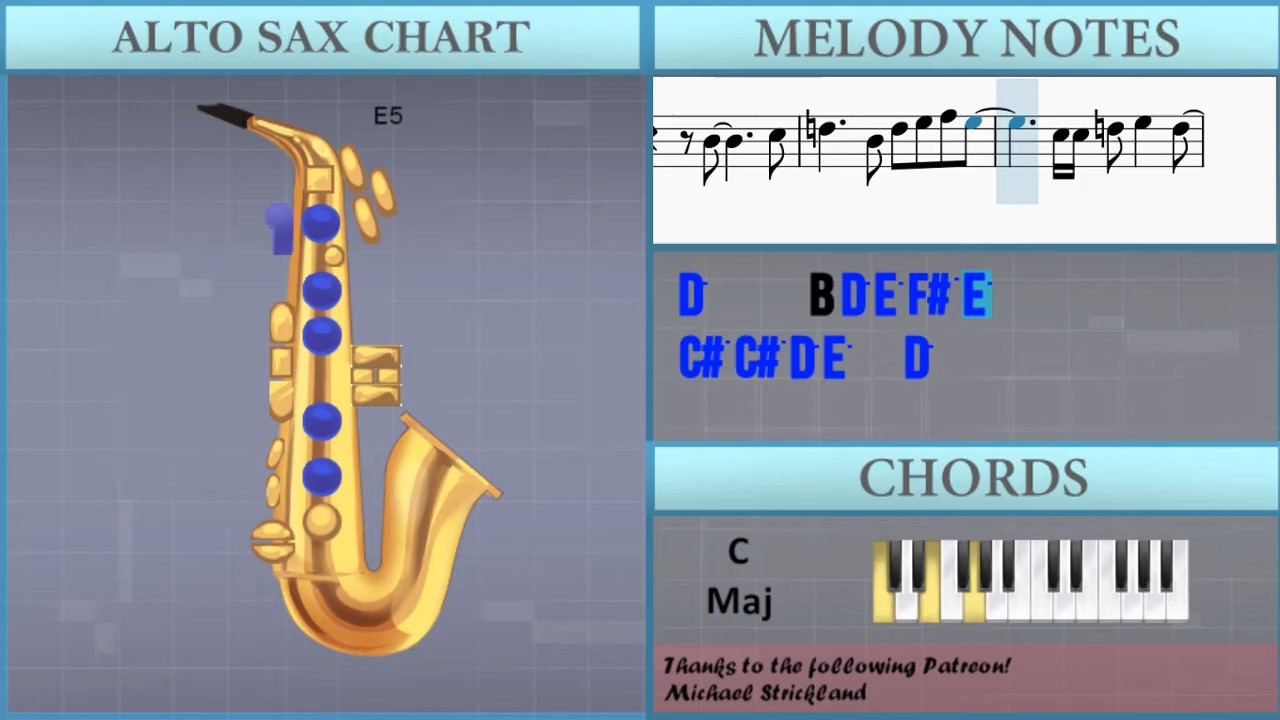 ALTO SAX CHART
E5
MELODY NOTES
D B D E F# E
C# C# D E D
CHORDS
C
Maj
Thanks to the following Patreon!
Michael Strickland